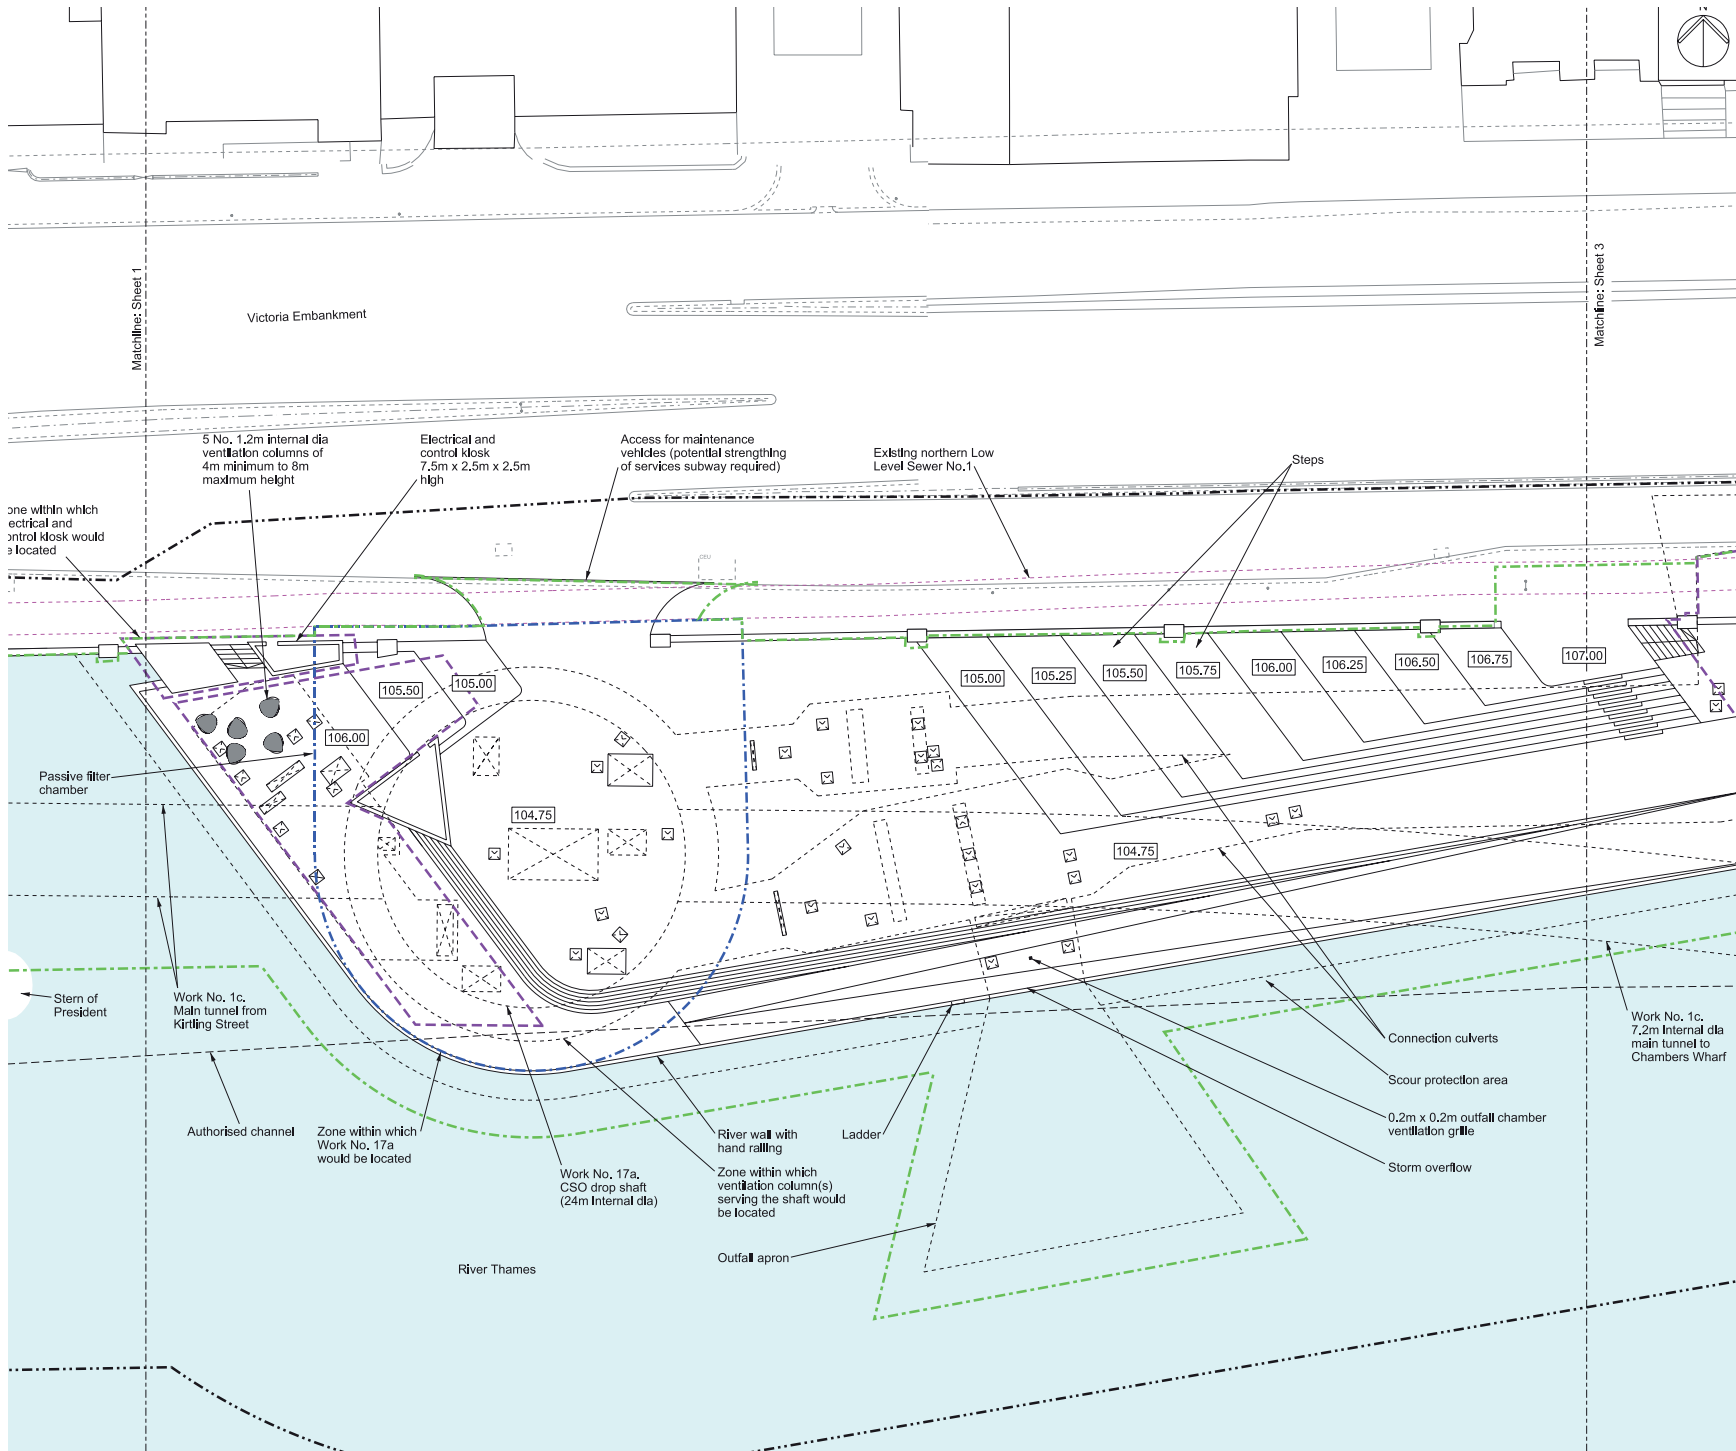 N
Matchline: Sheet 1
Matchline: Sheet 3
Victoria Embankment
5 No. 1.2m internal dia
ventilation columns of
4m minimum to 8m
maximum height
Electrical and
control kiosk
7.5m x 2.5m x 2.5m
high
Access for maintenance
vehicles (potential strengthing
of services subway required)
Existing northern Low
Level Sewer No.1
Steps
one within which
ectrical and
ontrol kiosk would
e located
105.50
105.00
106.00
104.75
105.00
105.25
105.50
105.75
106.00
106.25
106.50
106.75
107.00
104.75
Passive filter
chamber
Stern of
President
Work No. 1c.
Main tunnel from
Kirtling Street
Authorised channel
Zone within which
Work No. 17a
would be located
Work No. 17a.
CSO drop shaft
(24m Internal dia)
River wall with
hand railing
Zone within which
ventilation column(s)
serving the shaft would
be located
Ladder
Outfall apron
River Thames
Connection culverts
Scour protection area
0.2m x 0.2m outfall chamber
ventilation grille
Storm overflow
Work No. 1c.
7.2m Internal dia
main tunnel to
Chambers Wharf